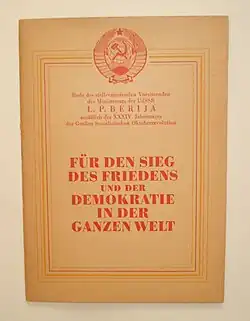 Rede des stellvertretenden Vorsitzenden
des Ministerrats der UdSSR
L. P. BERIJA
anläßlich des XXXIV. Jahrestages
der Großen Sozialistischen Oktoberrevolution
FÜR DEN SIEG
DES FRIEDENS
UND DER
DEMOKRATIE
IN DER
GANZEN WELT